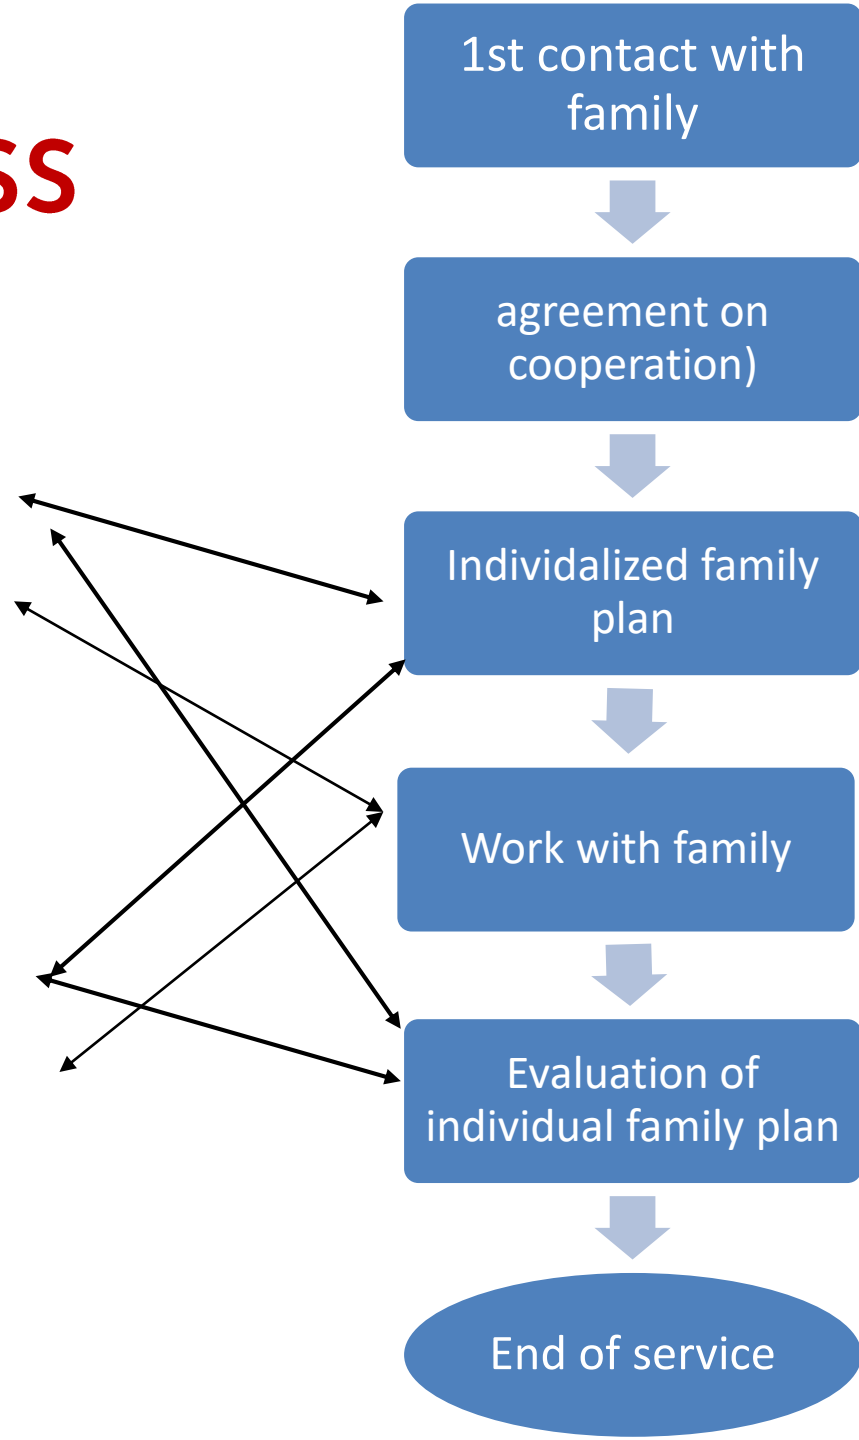 ss
1st contact with
family
agreement on
cooperation)
Individalized family
plan
Work with family
Evaluation of
individual family plan
End of service